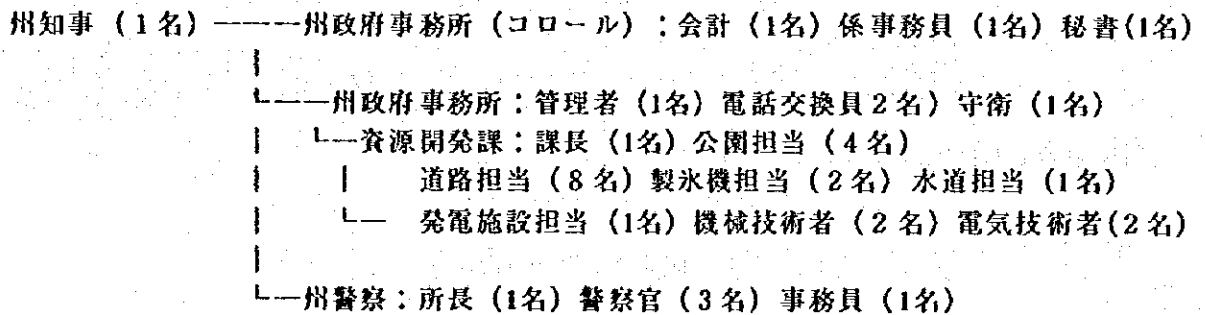 州知事（1名）————州政府事務所（コロール）：会計（1名）係事務員（1名）秘書(1名)
└——州政府事務所：管理者（1名）電話交換員2名）守衛（1名）
└—資源開発課：課長（1名）公園担当（4名）
道路担当（8名）製氷機担当（2名）水道担当（1名）
└— 発電施設担当（1名）機械技術者（2名）電気技術者(2名)
└—州警察：所長（1名）警察官（3名）事務員（1名）